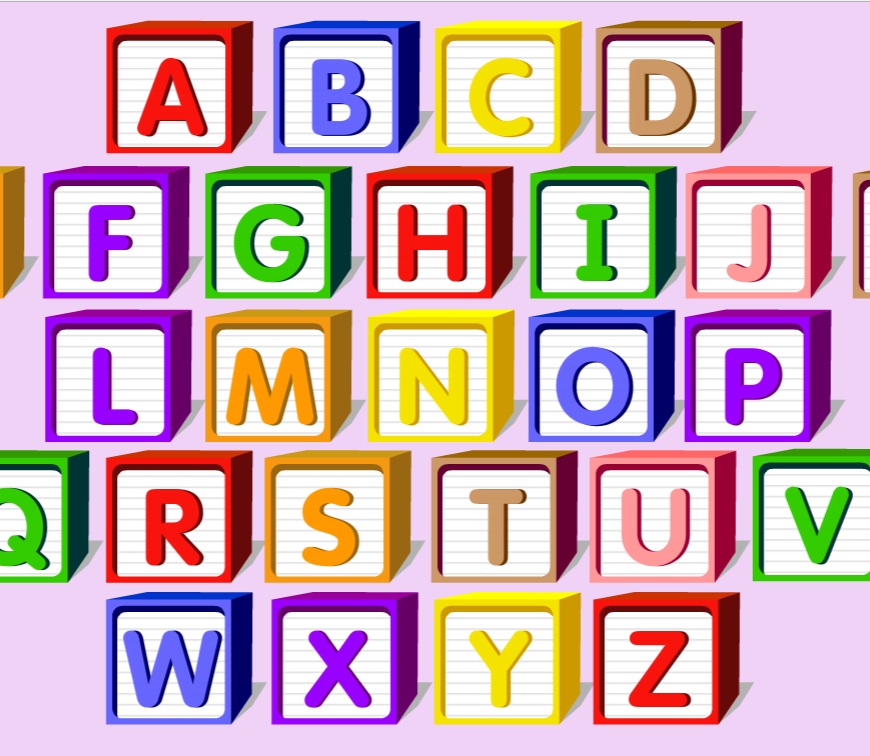 A B C D
F G H I J
L M N O P
Q R S T U V
W X Y Z